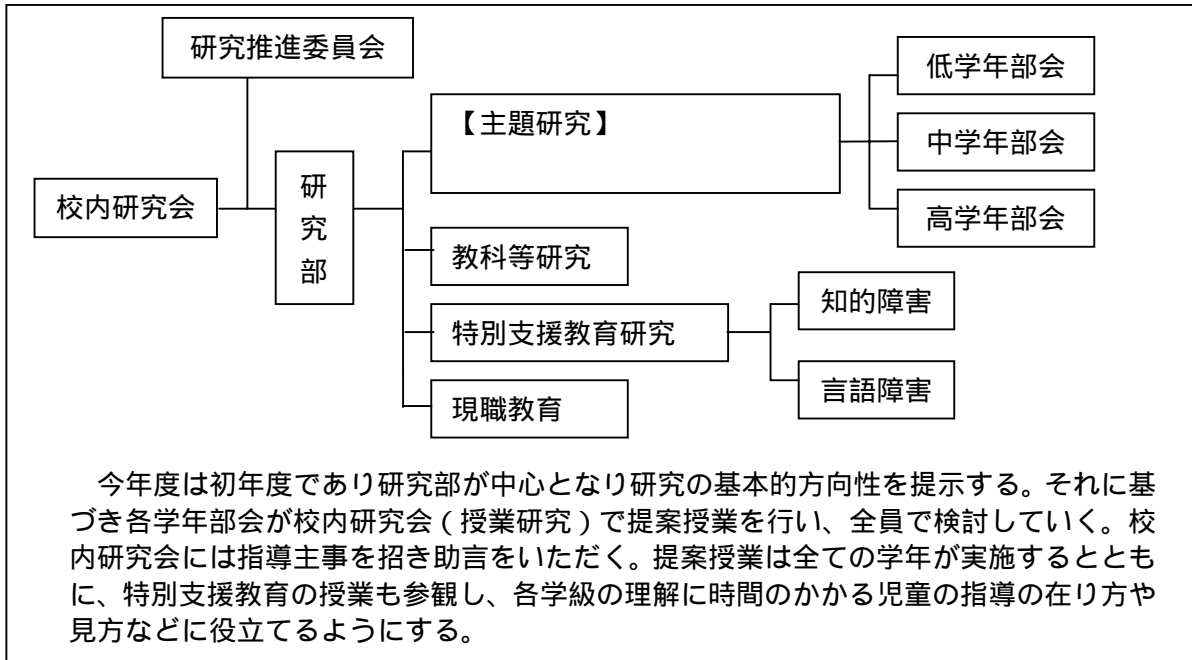 研究推進委員会
低学年部会
【主題研究】
中学年部会
研究部
校内研究会
高学年部会
教科等研究
知的障害
特別支援教育研究
言語障害
現職教育
今年度は初年度であり研究部が中心となり研究の基本的方向性を提示する。それに基
づき各学年部会が校内研究会(授業研究)で提案授業を行い、全員で検討していく。校
内研究会には指導主事を招き助言をいただく。提案授業は全ての学年が実施するととも
に、特別支援教育の授業も参観し、各学級の理解に時間のかかる児童の指導の在り方や
見方などに役立てるようにする。